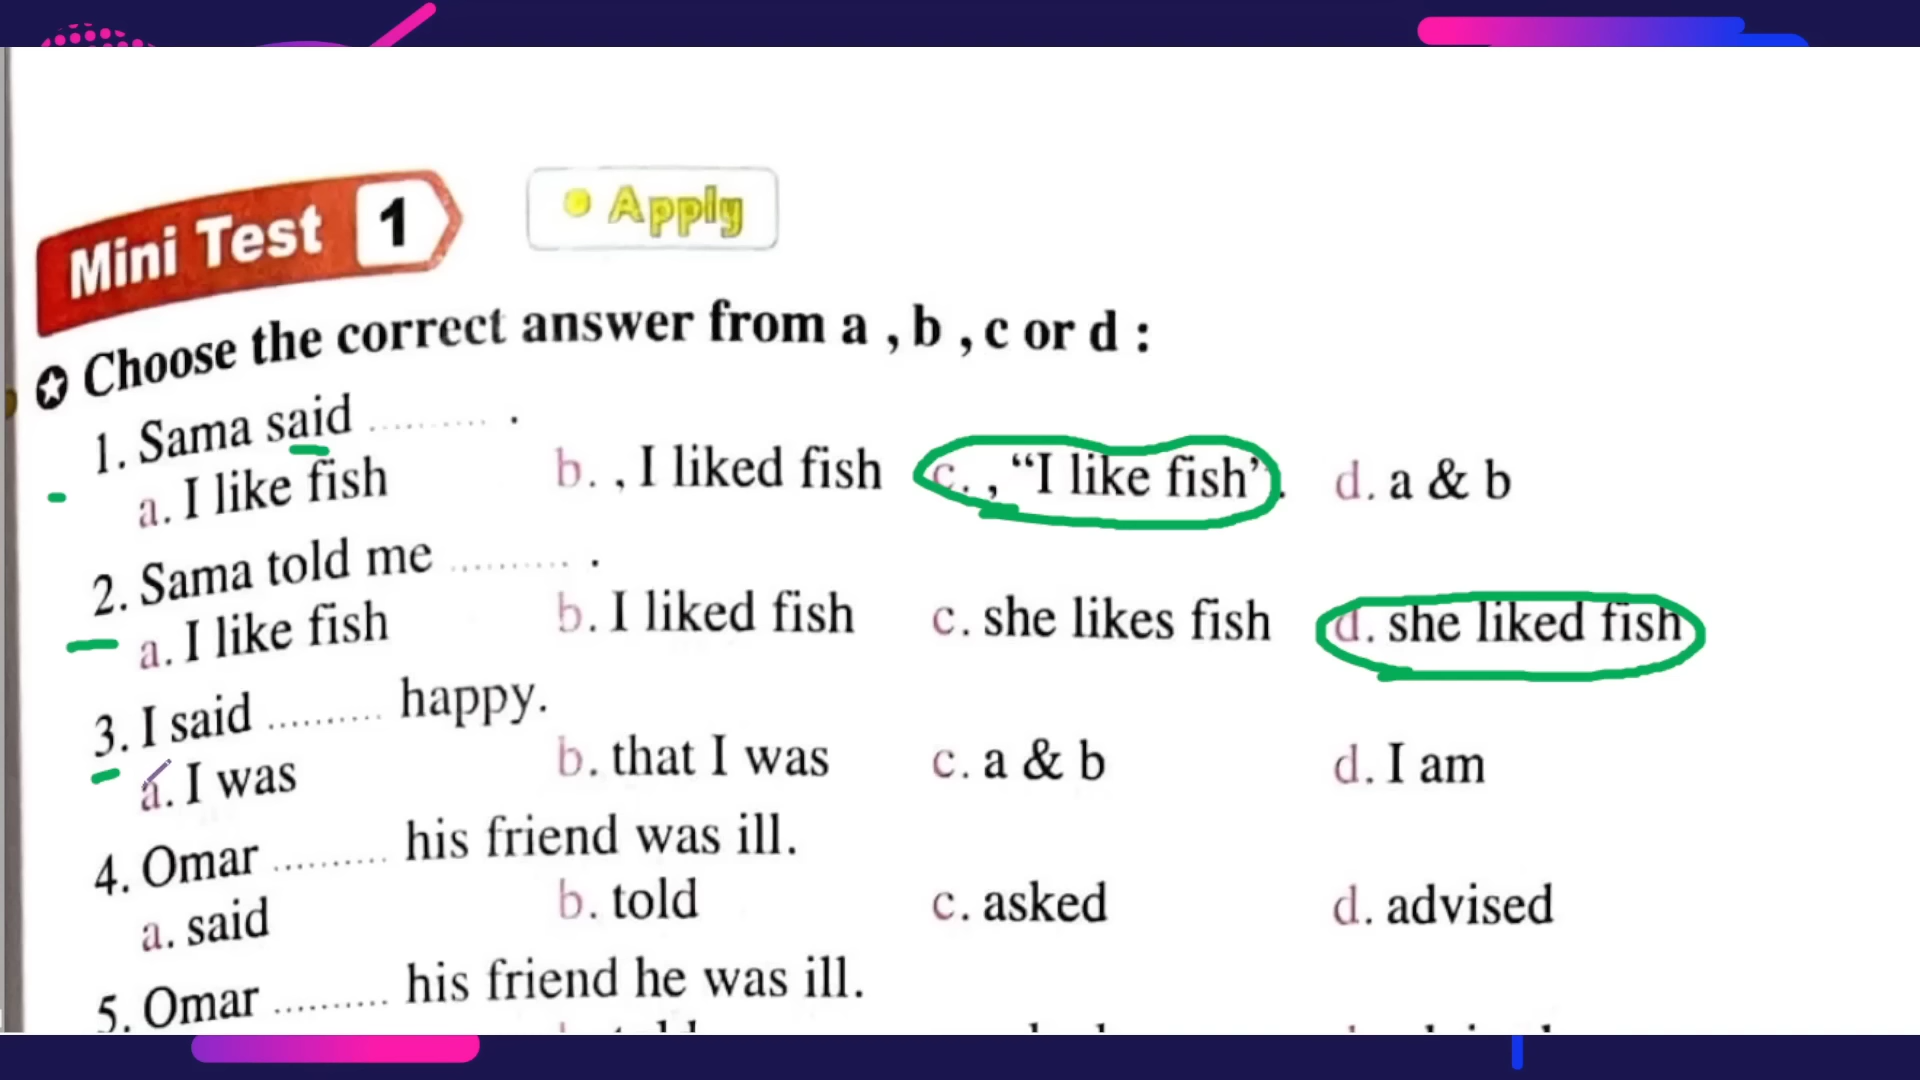 Mini Test 1
Apply
Choose the correct answer from a , b , c or d :
1. Sama said .......... .
a. I like fish b. , I liked fish c. , “I like fish”. d. a & b
2. Sama told me .......... .
a. I like fish b. I liked fish c. she likes fish d. she liked fish
3. I said .......... happy.
a. I was b. that I was c. a & b d. I am
4. Omar .......... his friend was ill.
a. said b. told c. asked d. advised
5. Omar .......... his friend he was ill.